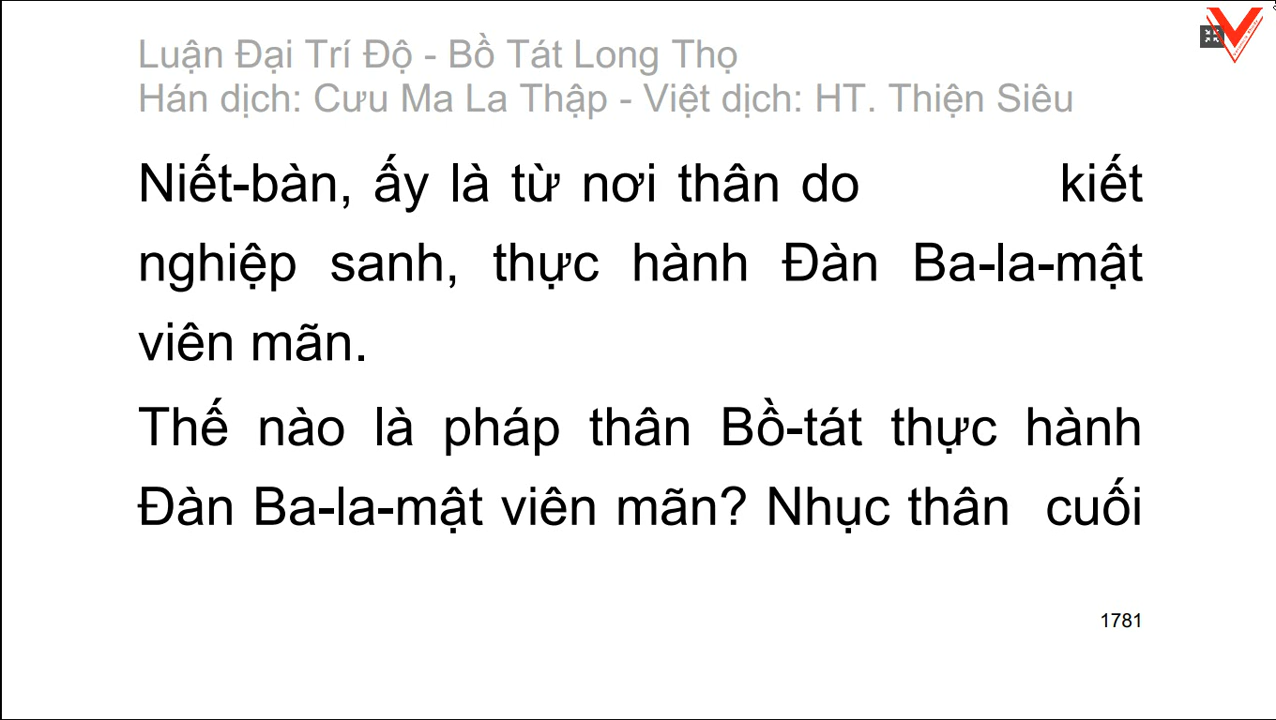 Luận Đại Trí Độ - Bồ Tát Long Thọ
Hán dịch: Cưu Ma La Thập - Việt dịch: HT. Thiện Siêu
Niết-bàn, ấy là từ nơi thân do kiết
nghiệp sanh, thực hành Đàn Ba-la-mật
viên mãn.
Thế nào là pháp thân Bồ-tát thực hành
Đàn Ba-la-mật viên mãn? Nhục thân cuối
1781